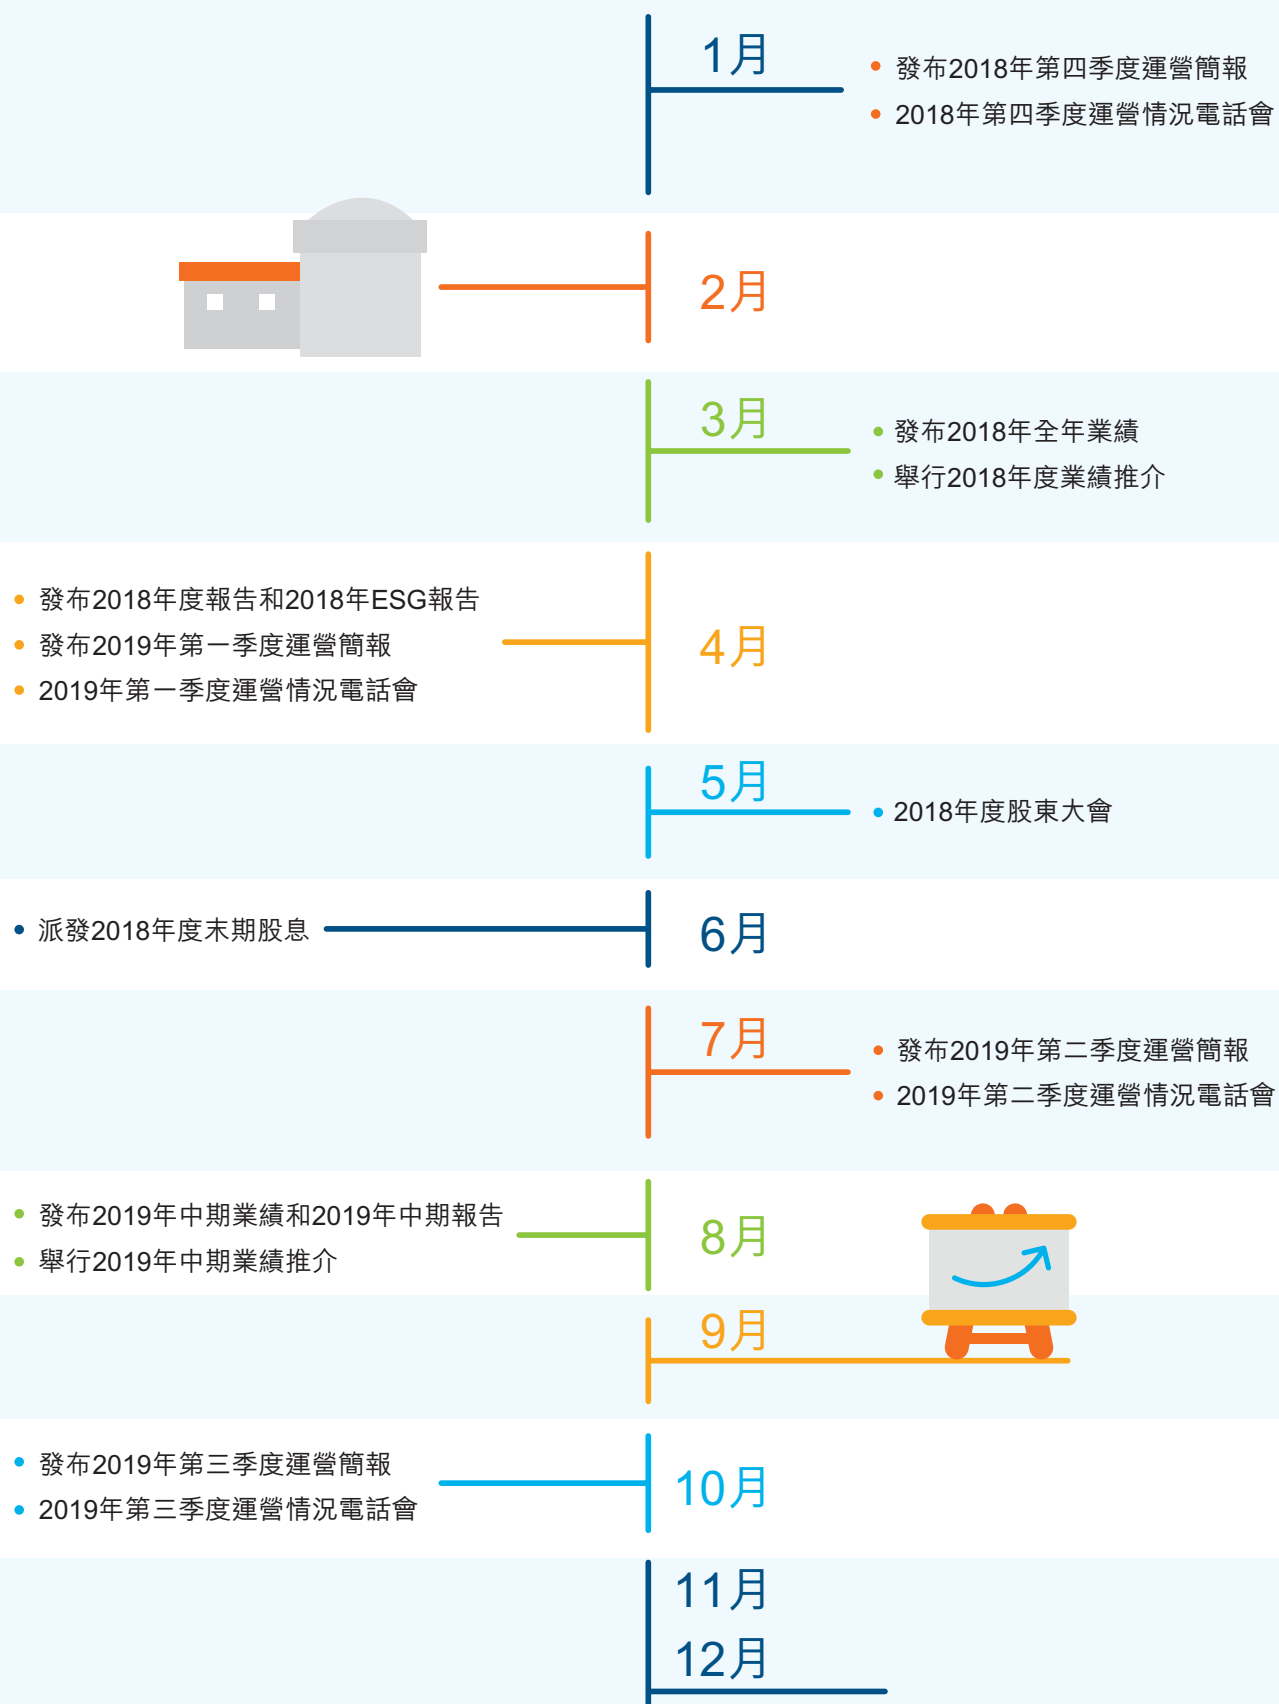 1月
• 發布2018年第四季度運營簡報
• 2018年第四季度運營情況電話會
2月
3月
• 發布2018年全年業績
• 舉行2018年度業績推介
4月
• 發布2018年度報告和2018年ESG報告
• 發布2019年第一季度運營簡報
• 2019年第一季度運營情況電話會
5月
• 2018年度股東大會
6月
• 派發2018年度末期股息
7月
• 發布2019年第二季度運營簡報
• 2019年第二季度運營情況電話會
8月
• 發布2019年中期業績和2019年中期報告
• 舉行2019年中期業績推介
9月
10月
• 發布2019年第三季度運營簡報
• 2019年第三季度運營情況電話會
11月
12月